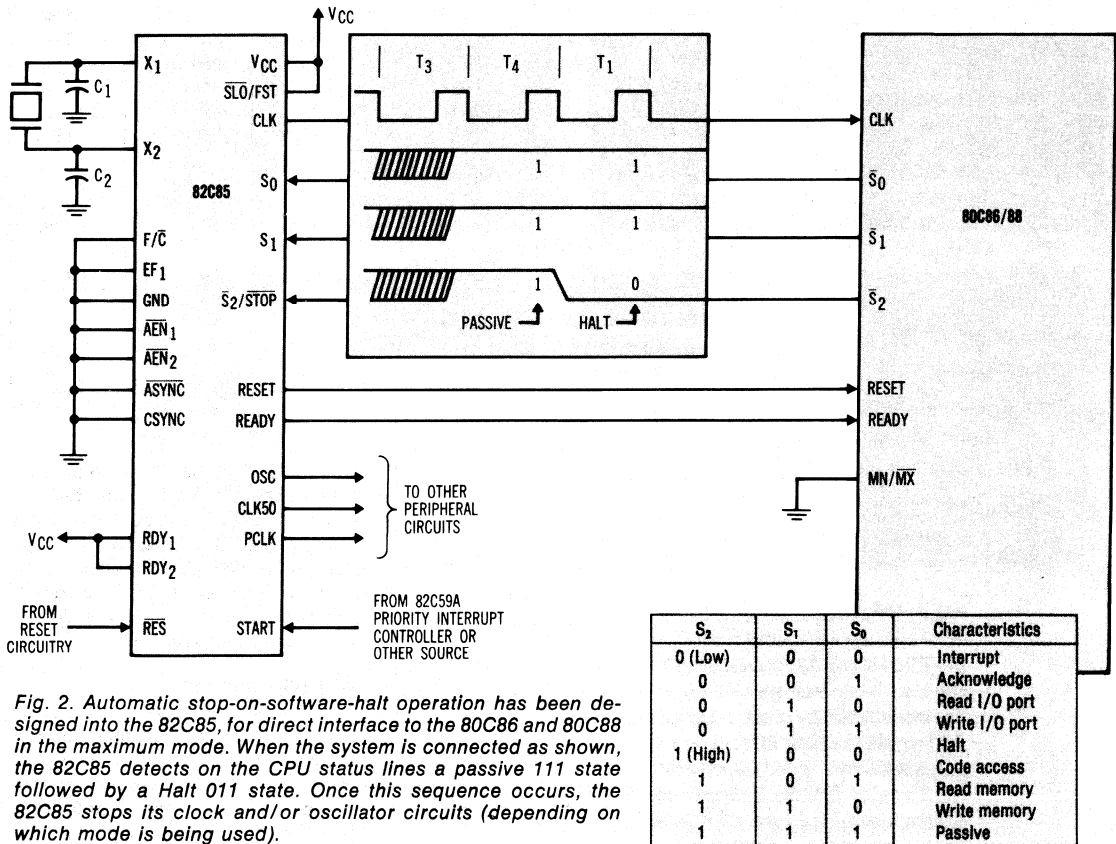 VCC
X1
VCC
T3
T4
T1
C1
SLO/FST
CLK
CLK
X2
C2
82C85
S0
1
1
S̅0
80C86/88
F/C̅
S1
1
1
S̅1
EF1
GND
S̅2/STOP
1
0
S̅2
PASSIVE
HALT
AEN1
AEN2
ASYNC
RESET
RESET
CSYNC
READY
READY
OSC
MN/MX
CLK50
TO OTHER
PERIPHERAL
CIRCUITS
VCC
RDY1
PCLK
RDY2
FROM
RESET
CIRCUITRY
RES
START
FROM 82C59A
PRIORITY INTERRUPT
CONTROLLER OR
OTHER SOURCE
S2 S1 S0 Characteristics
0 (Low) 0 0 Interrupt
0 0 1 Acknowledge
0 1 0 Read I/O port
0 1 1 Write I/O port
Halt
1 (High) 0 0 Code access
1 0 1 Read memory
1 1 0 Write memory
1 1 1 Passive
Fig. 2. Automatic stop-on-software-halt operation has been de-
signed into the 82C85, for direct interface to the 80C86 and 80C88
in the maximum mode. When the system is connected as shown,
the 82C85 detects on the CPU status lines a passive 111 state
followed by a Halt 011 state. Once this sequence occurs, the
82C85 stops its clock and/or oscillator circuits (depending on
which mode is being used).